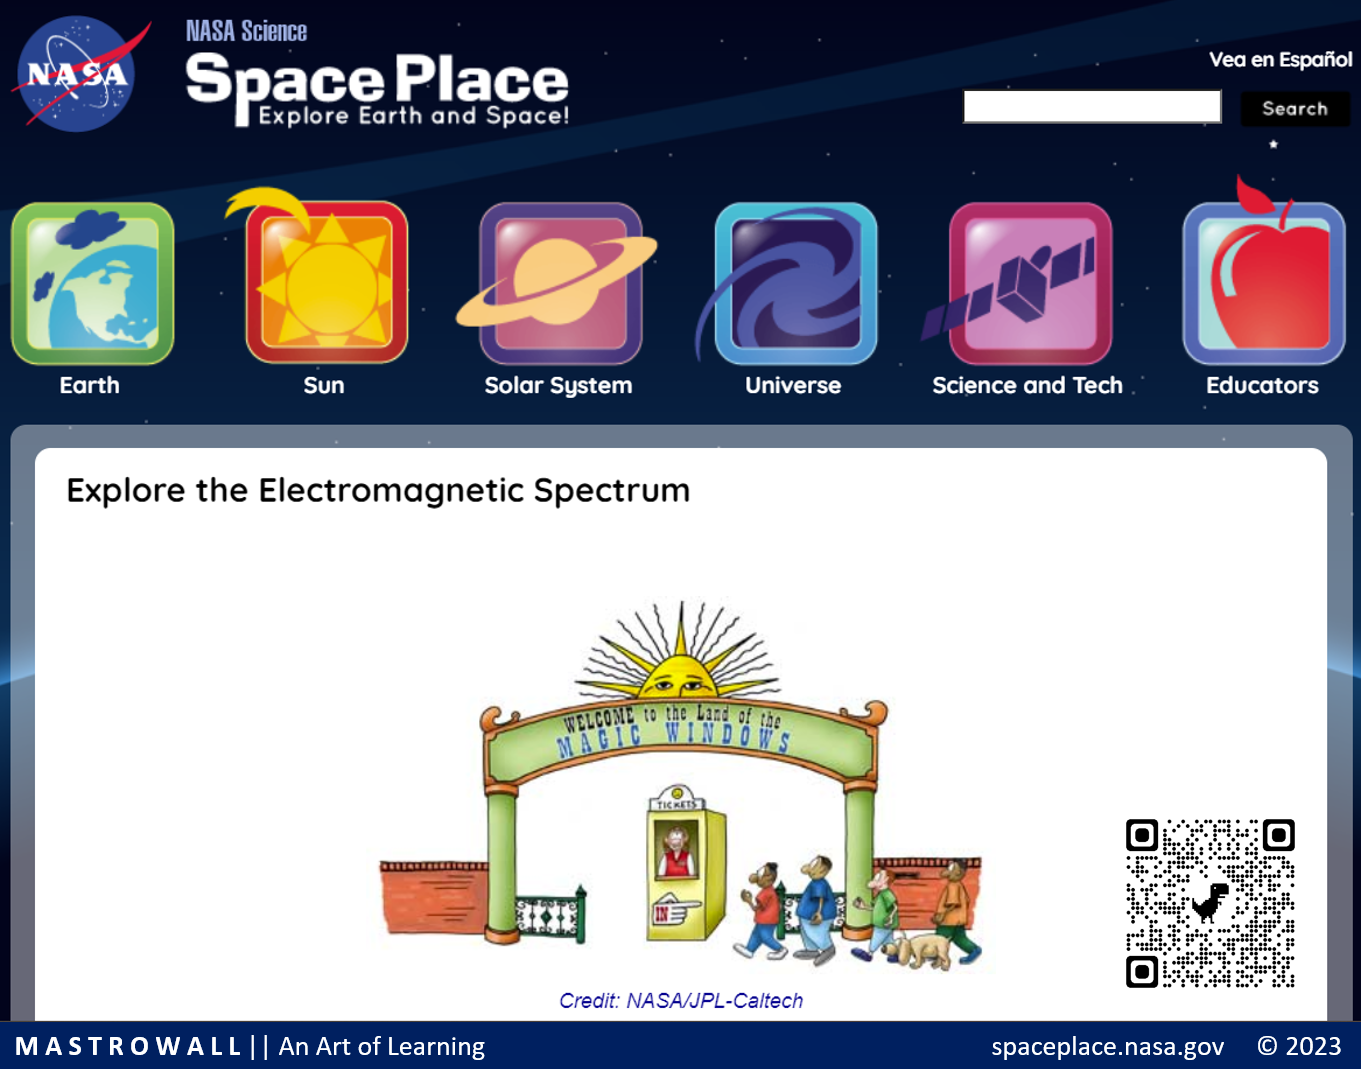 NASA
NASA Science
Space Place
Explore Earth and Space!
Vea en Español
Search
Earth
Sun
Solar System
Universe
Science and Tech
Educators
Explore the Electromagnetic Spectrum
WELCOME to the Land of the
MAGIC WINDOWS
TICKETS
IN
Credit: NASA/JPL-Caltech
MASTROWALL || An Art of Learning
spaceplace.nasa.gov © 2023